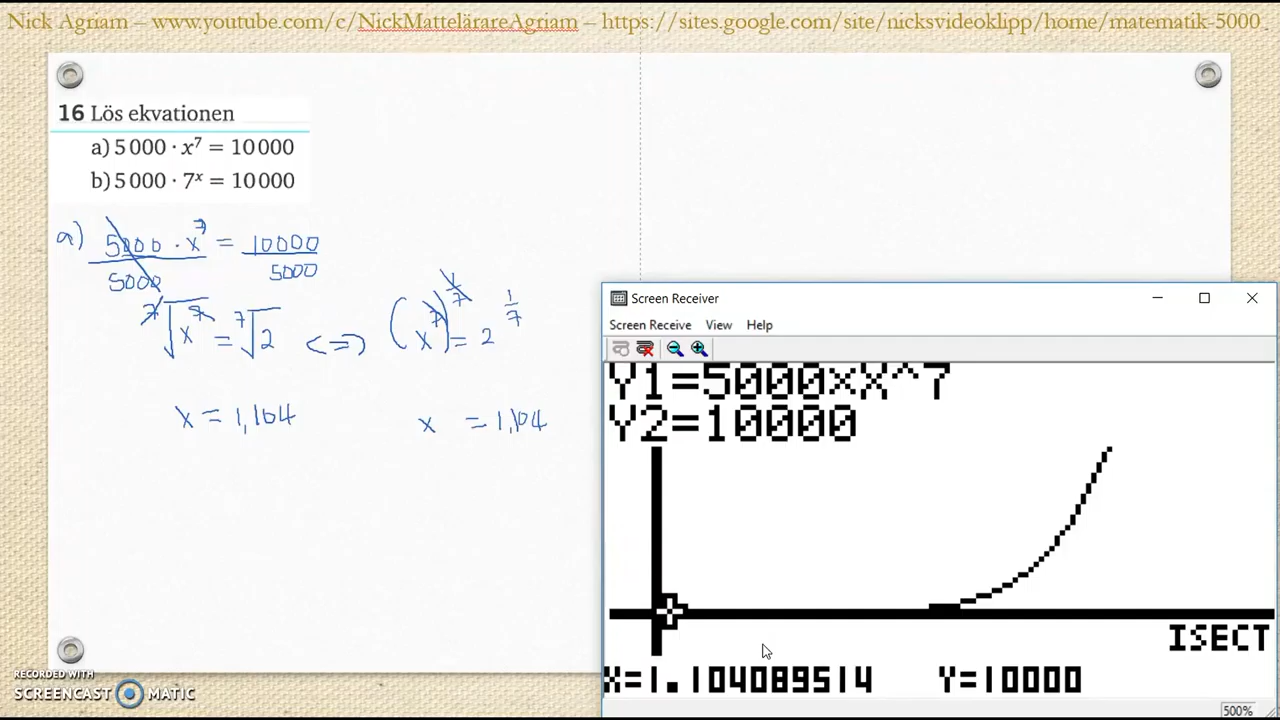 Nick Agriam – www.youtube.com/c/NickMattelärareAgriam – https://sites.google.com/site/nicksvideoklipp/home/matematik-5000
16 Lös ekvationen
a) 5 000 · x⁷ = 10 000
b) 5 000 · 7ˣ = 10 000
a) 5000 · x⁷ = 10000
5000 5000
⁷√x⁷ = ⁷√2 <=> (x⁷)^1/7 = 2^1/7
x = 1,104 x = 1,104
Screen Receiver
Screen Receiver View Help
Y1=5000xX^7
Y2=10000
ISECT
X=1.104089514 Y=10000
500%
RECORDED WITH
SCREENCAST MATIC